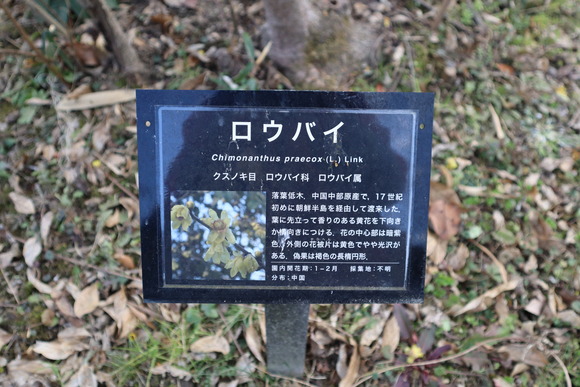 ロウバイ
Chimonanthus praecox (L.) Link
クスノキ目 ロウバイ科 ロウバイ属
落葉低木．中国中部原産で，17世紀
初めに朝鮮半島を経由して渡来した．
葉に先立って香りのある黄花を下向き
か横向きにつける．花の中心部は暗紫
色，外側の花被片は黄色でやや光沢が
ある．偽果は褐色の長楕円形．
園内開花期：1－2月 採集地：不明
分布：中国